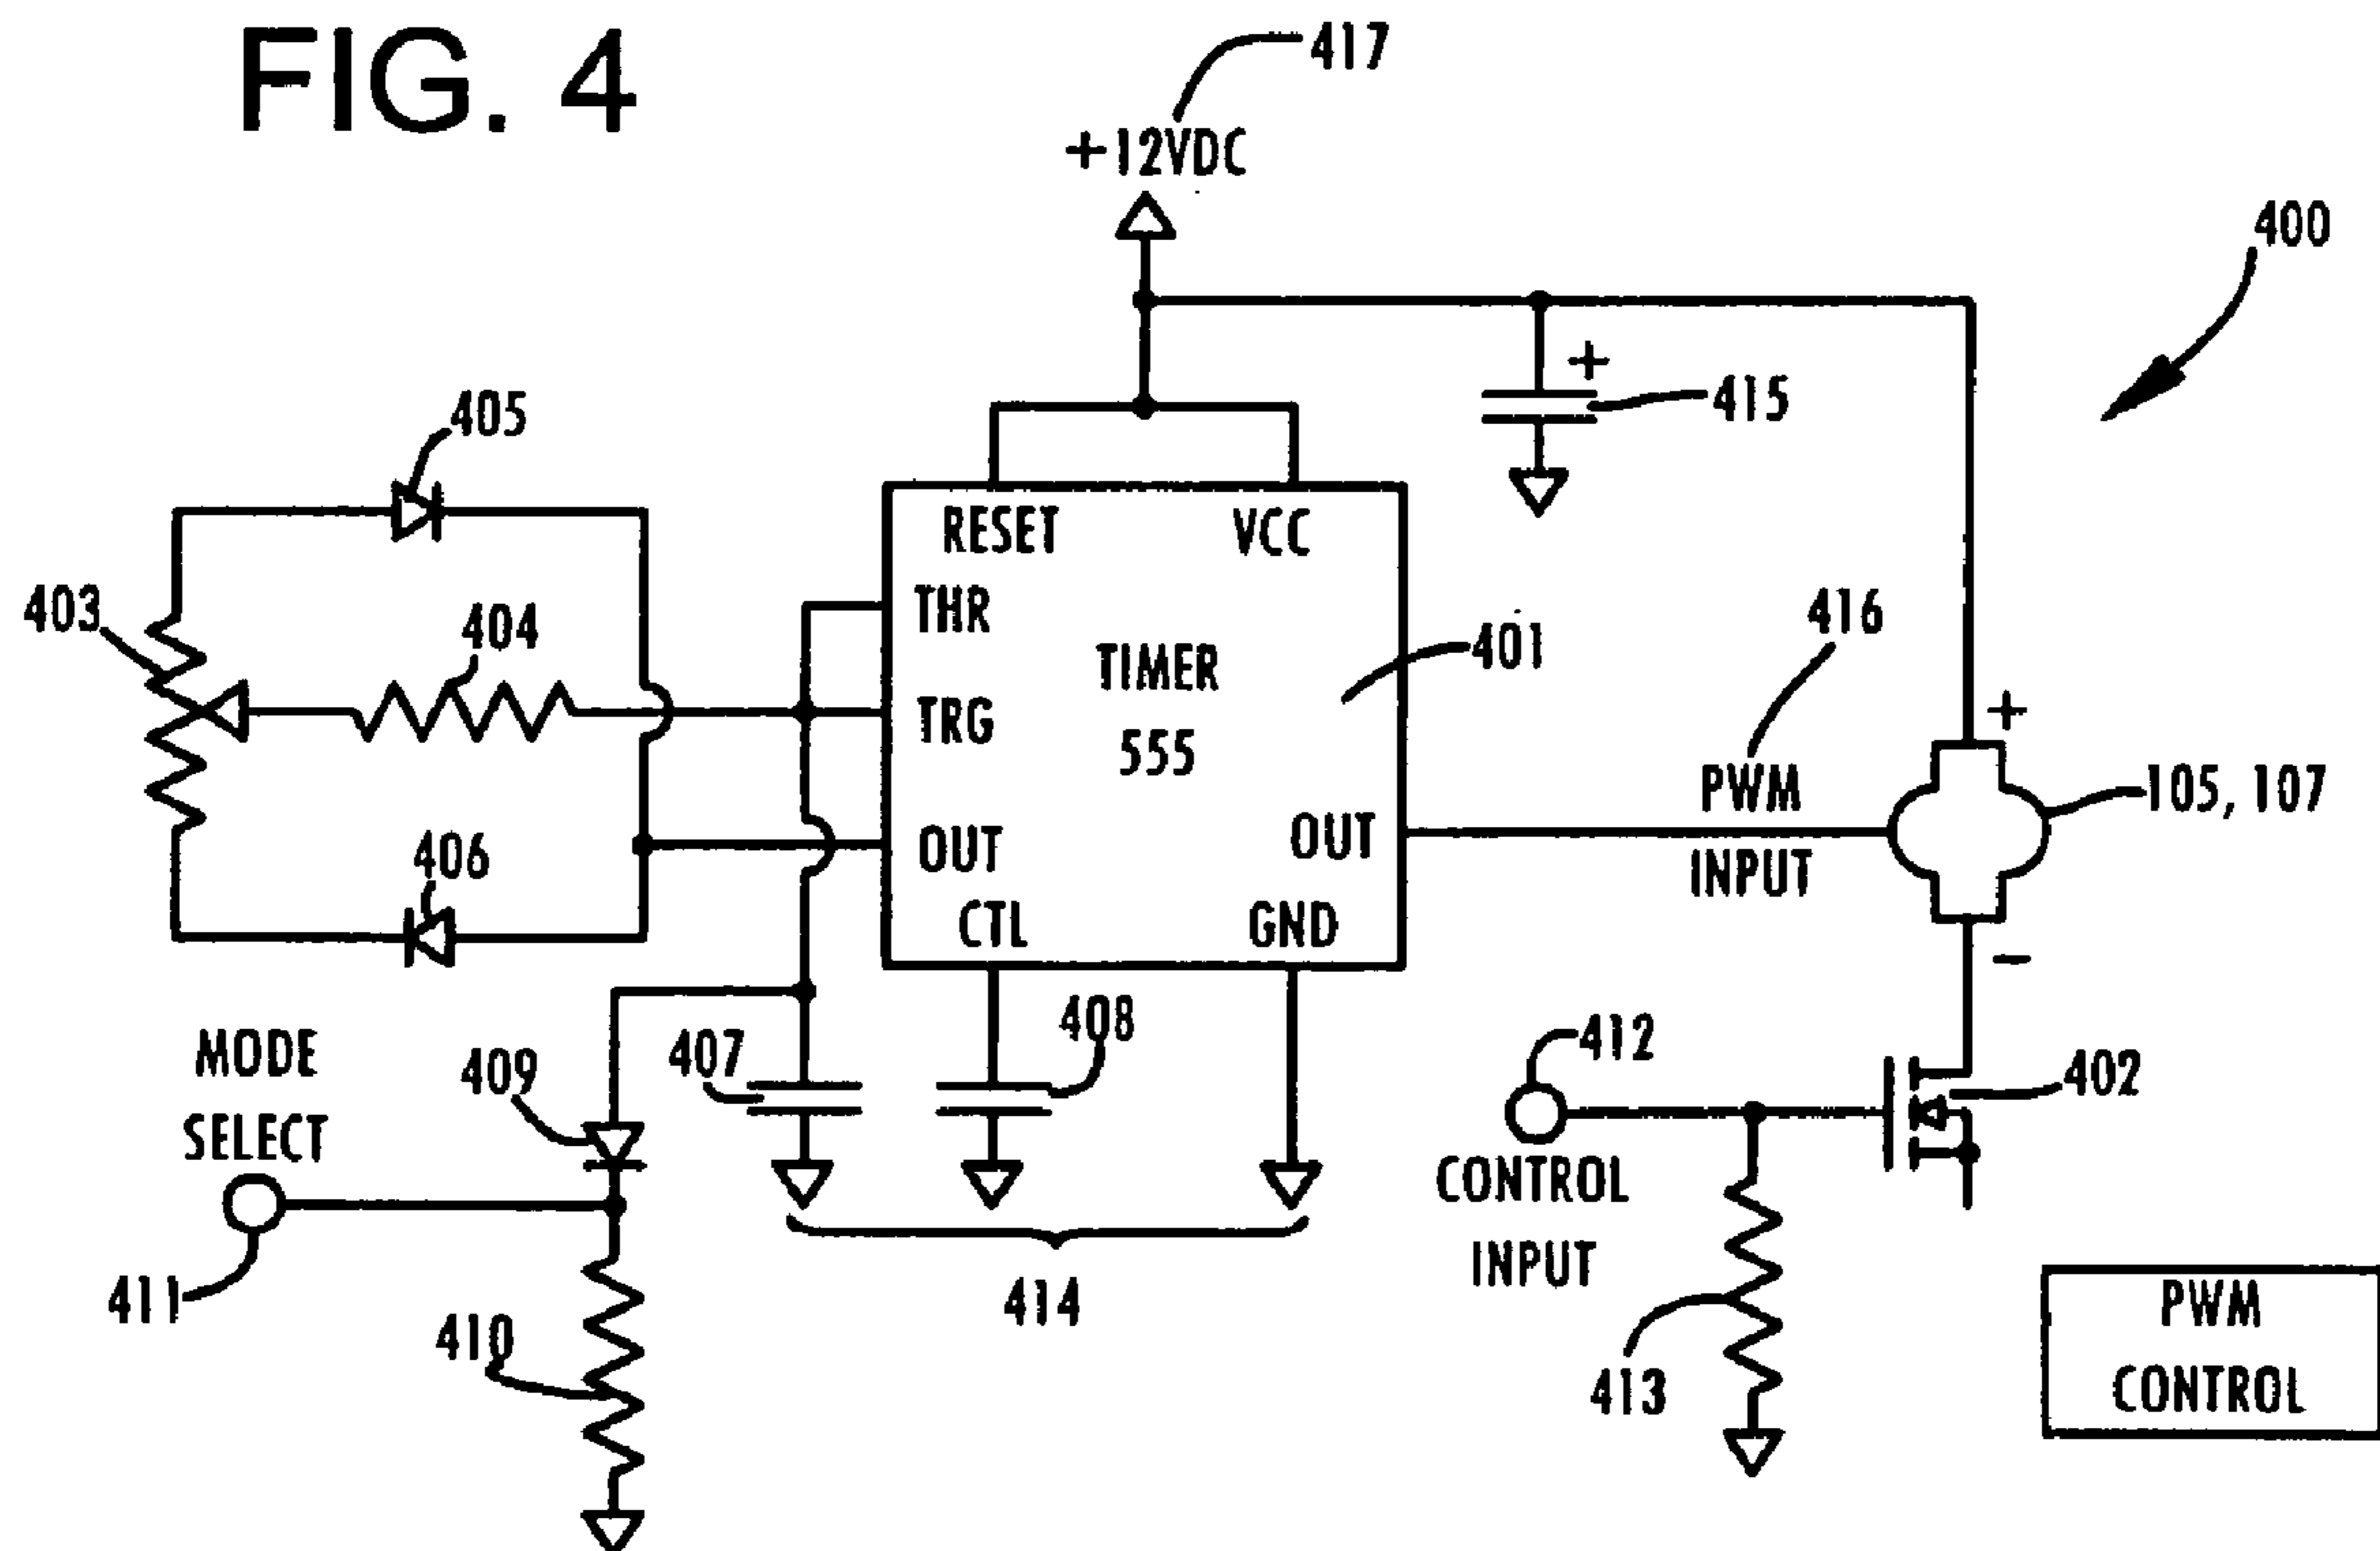 FIG. 4
417
+12VDC
400
+
415
405
RESET
VCC
403
404
THR
416
401
TIMER
TRG
+
555
PWM
105, 107
OUT
OUT
406
INPUT
CTL
GND
−
408
412
MODE
407
409
402
SELECT
CONTROL
INPUT
411
414
PWM
410
413
CONTROL